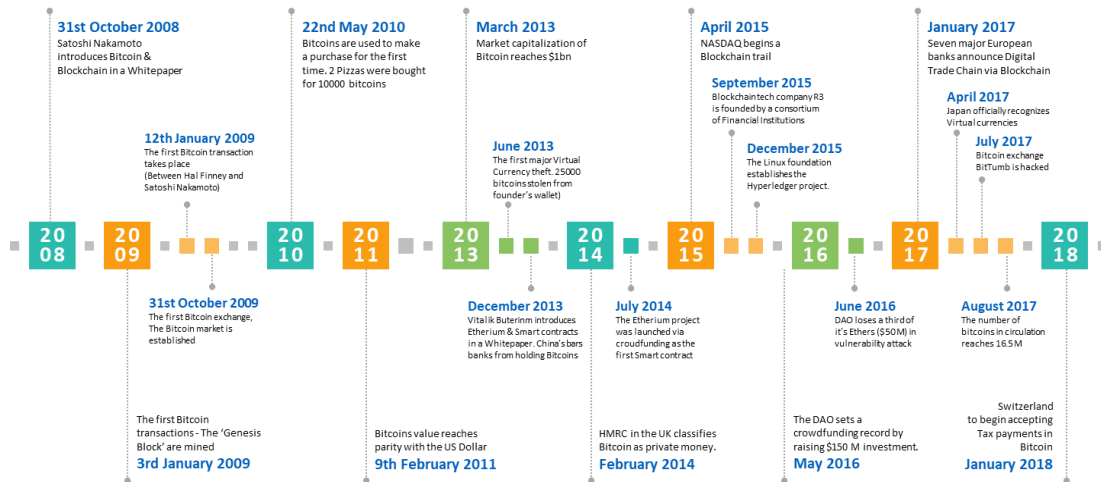 31st October 2008
Satoshi Nakamoto
introduces Bitcoin &
Blockchain in a Whitepaper
22nd May 2010
Bitcoins are used to make
a purchase for the first
time. 2 Pizzas were bought
for 10000 bitcoins
March 2013
Market capitalization of
Bitcoin reaches $1bn
April 2015
NASDAQ begins a
Blockchain trail
January 2017
Seven major European
banks announce Digital
Trade Chain via Blockchain
12th January 2009
The first Bitcoin transaction
takes place
(Between Hal Finney and
Satoshi Nakamoto)
June 2013
The first major Virtual
Currency theft. 25000
bitcoins stolen from
founder's wallet)
September 2015
Blockchain tech company R3
is founded by a consortium
of Financial Institutions
December 2015
The Linux foundation
establishes the
Hyperledger project.
April 2017
Japan officially recognizes
Virtual currencies
July 2017
Bitcoin exchange
BitTumb is hacked
20
08
20
09
20
10
20
11
20
13
20
14
20
15
20
16
20
17
20
18
31st October 2009
The first Bitcoin exchange,
The Bitcoin market is
established
December 2013
Vitalik Buterinm introduces
Etherium & Smart contracts
in a Whitepaper. China's bars
banks from holding Bitcoins
July 2014
The Etherium project
was launched via
crowdfunding as the
first Smart contract
June 2016
DAO loses a third of
it's Ethers ($50M) in
vulnerability attack
August 2017
The number of
bitcoins in circulation
reaches 16.5 M
The first Bitcoin
transactions - The 'Genesis
Block' are mined
3rd January 2009
Bitcoins value reaches
parity with the US Dollar
9th February 2011
HMRC in the UK classifies
Bitcoin as private money.
February 2014
The DAO sets a
crowdfunding record by
raising $150 M investment.
May 2016
Switzerland
to begin accepting
Tax payments in
Bitcoin
January 2018